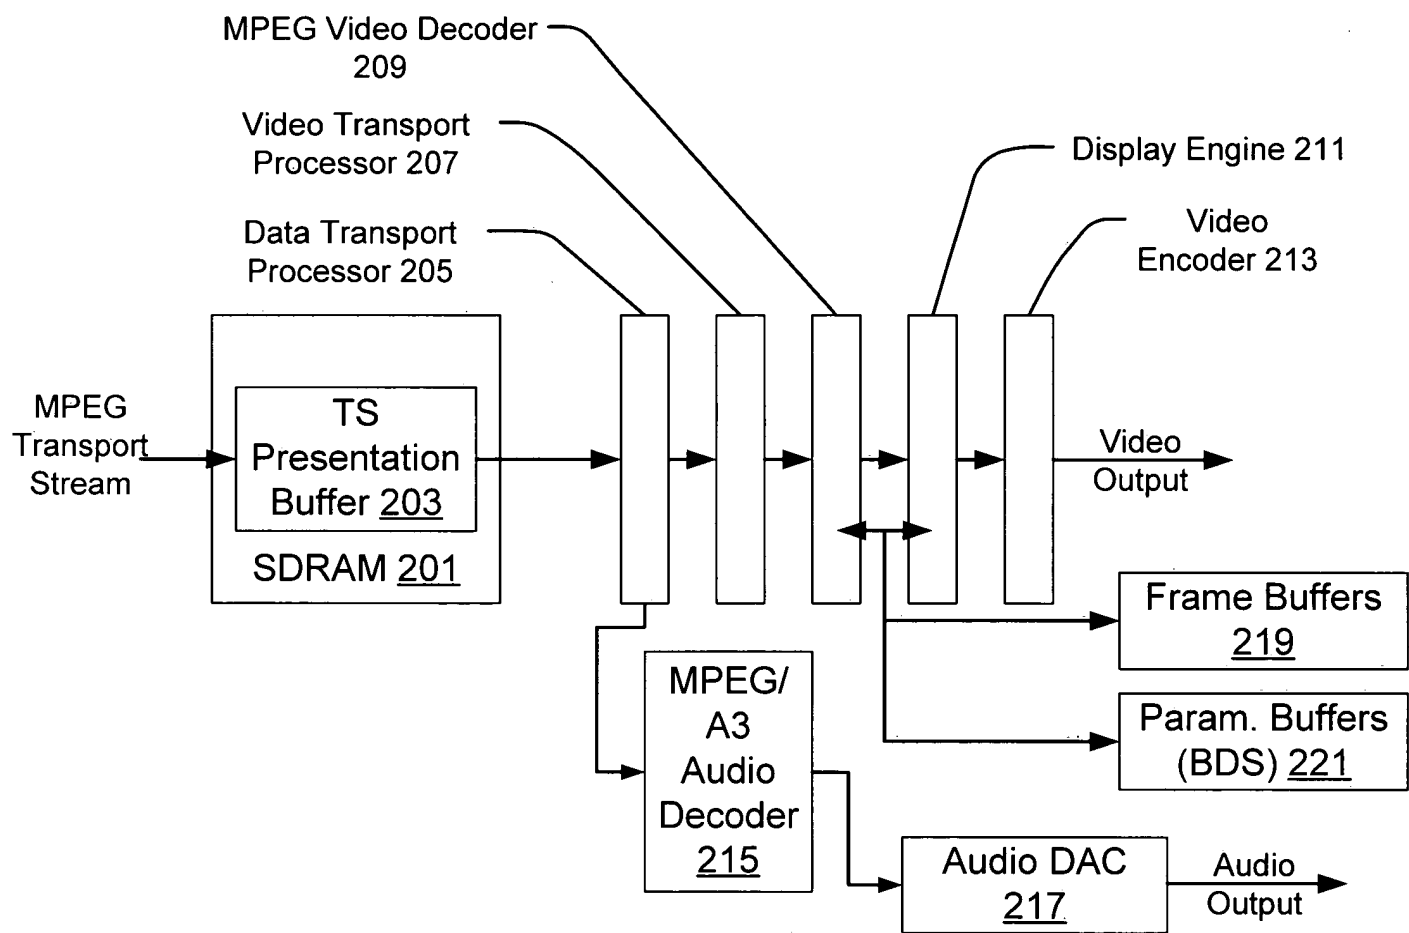 MPEG Video Decoder
209
Video Transport
Processor 207
Display Engine 211
Data Transport
Processor 205
Video
Encoder 213
MPEG
Transport
Stream
TS
Presentation
Buffer 203
SDRAM 201
Video
Output
Frame Buffers
219
MPEG/
A3
Audio
Decoder
215
Param. Buffers
(BDS) 221
Audio DAC
217
Audio
Output